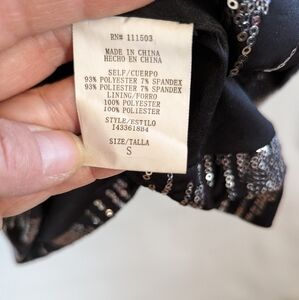 RN# 111503
MADE IN CHINA
HECHO EN CHINA
SELF/CUERPO
93% POLYESTER 7% SPANDEX
93% POLIESTER 7% SPANDEX
LINING/FORRO
100% POLYESTER
100% POLIESTER
STYLE/ESTILO
I43361884
SIZE/TALLA
S